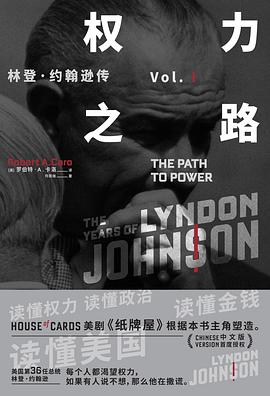 权力
林登·约翰逊传 Vol. I
之路
Robert A. Caro
[美] 罗伯特·A. 卡洛 著
THE PATH
TO POWER
THE
YEARS OF LYNDON
JOHNSON
读懂权力 读懂政治 读懂金钱
HOUSE of CARDS 美剧《纸牌屋》根据本书主角塑造。
读懂美国
CHINESE 中文版
VERSION 首度授权
美国第36任总统
林登·约翰逊
每个人都渴望权力，
如果有人说不想，那么他在撒谎。
LYNDON
JOHNSON
I